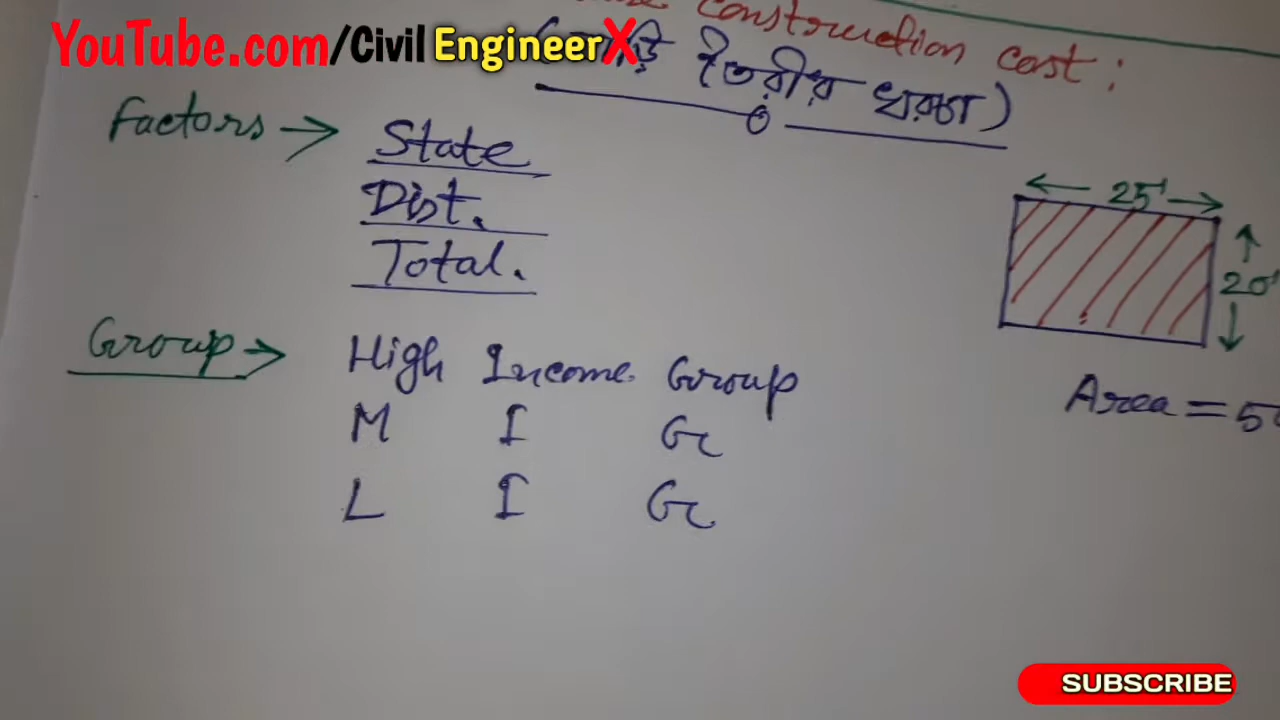 YouTube.com/Civil EngineerX
construction cost:
তৈরীর খরচা)
Factors →
State
Dist.
Total.
25'
20'
Group →
High Income Group
M I G
L I G
Area = 5
SUBSCRIBE